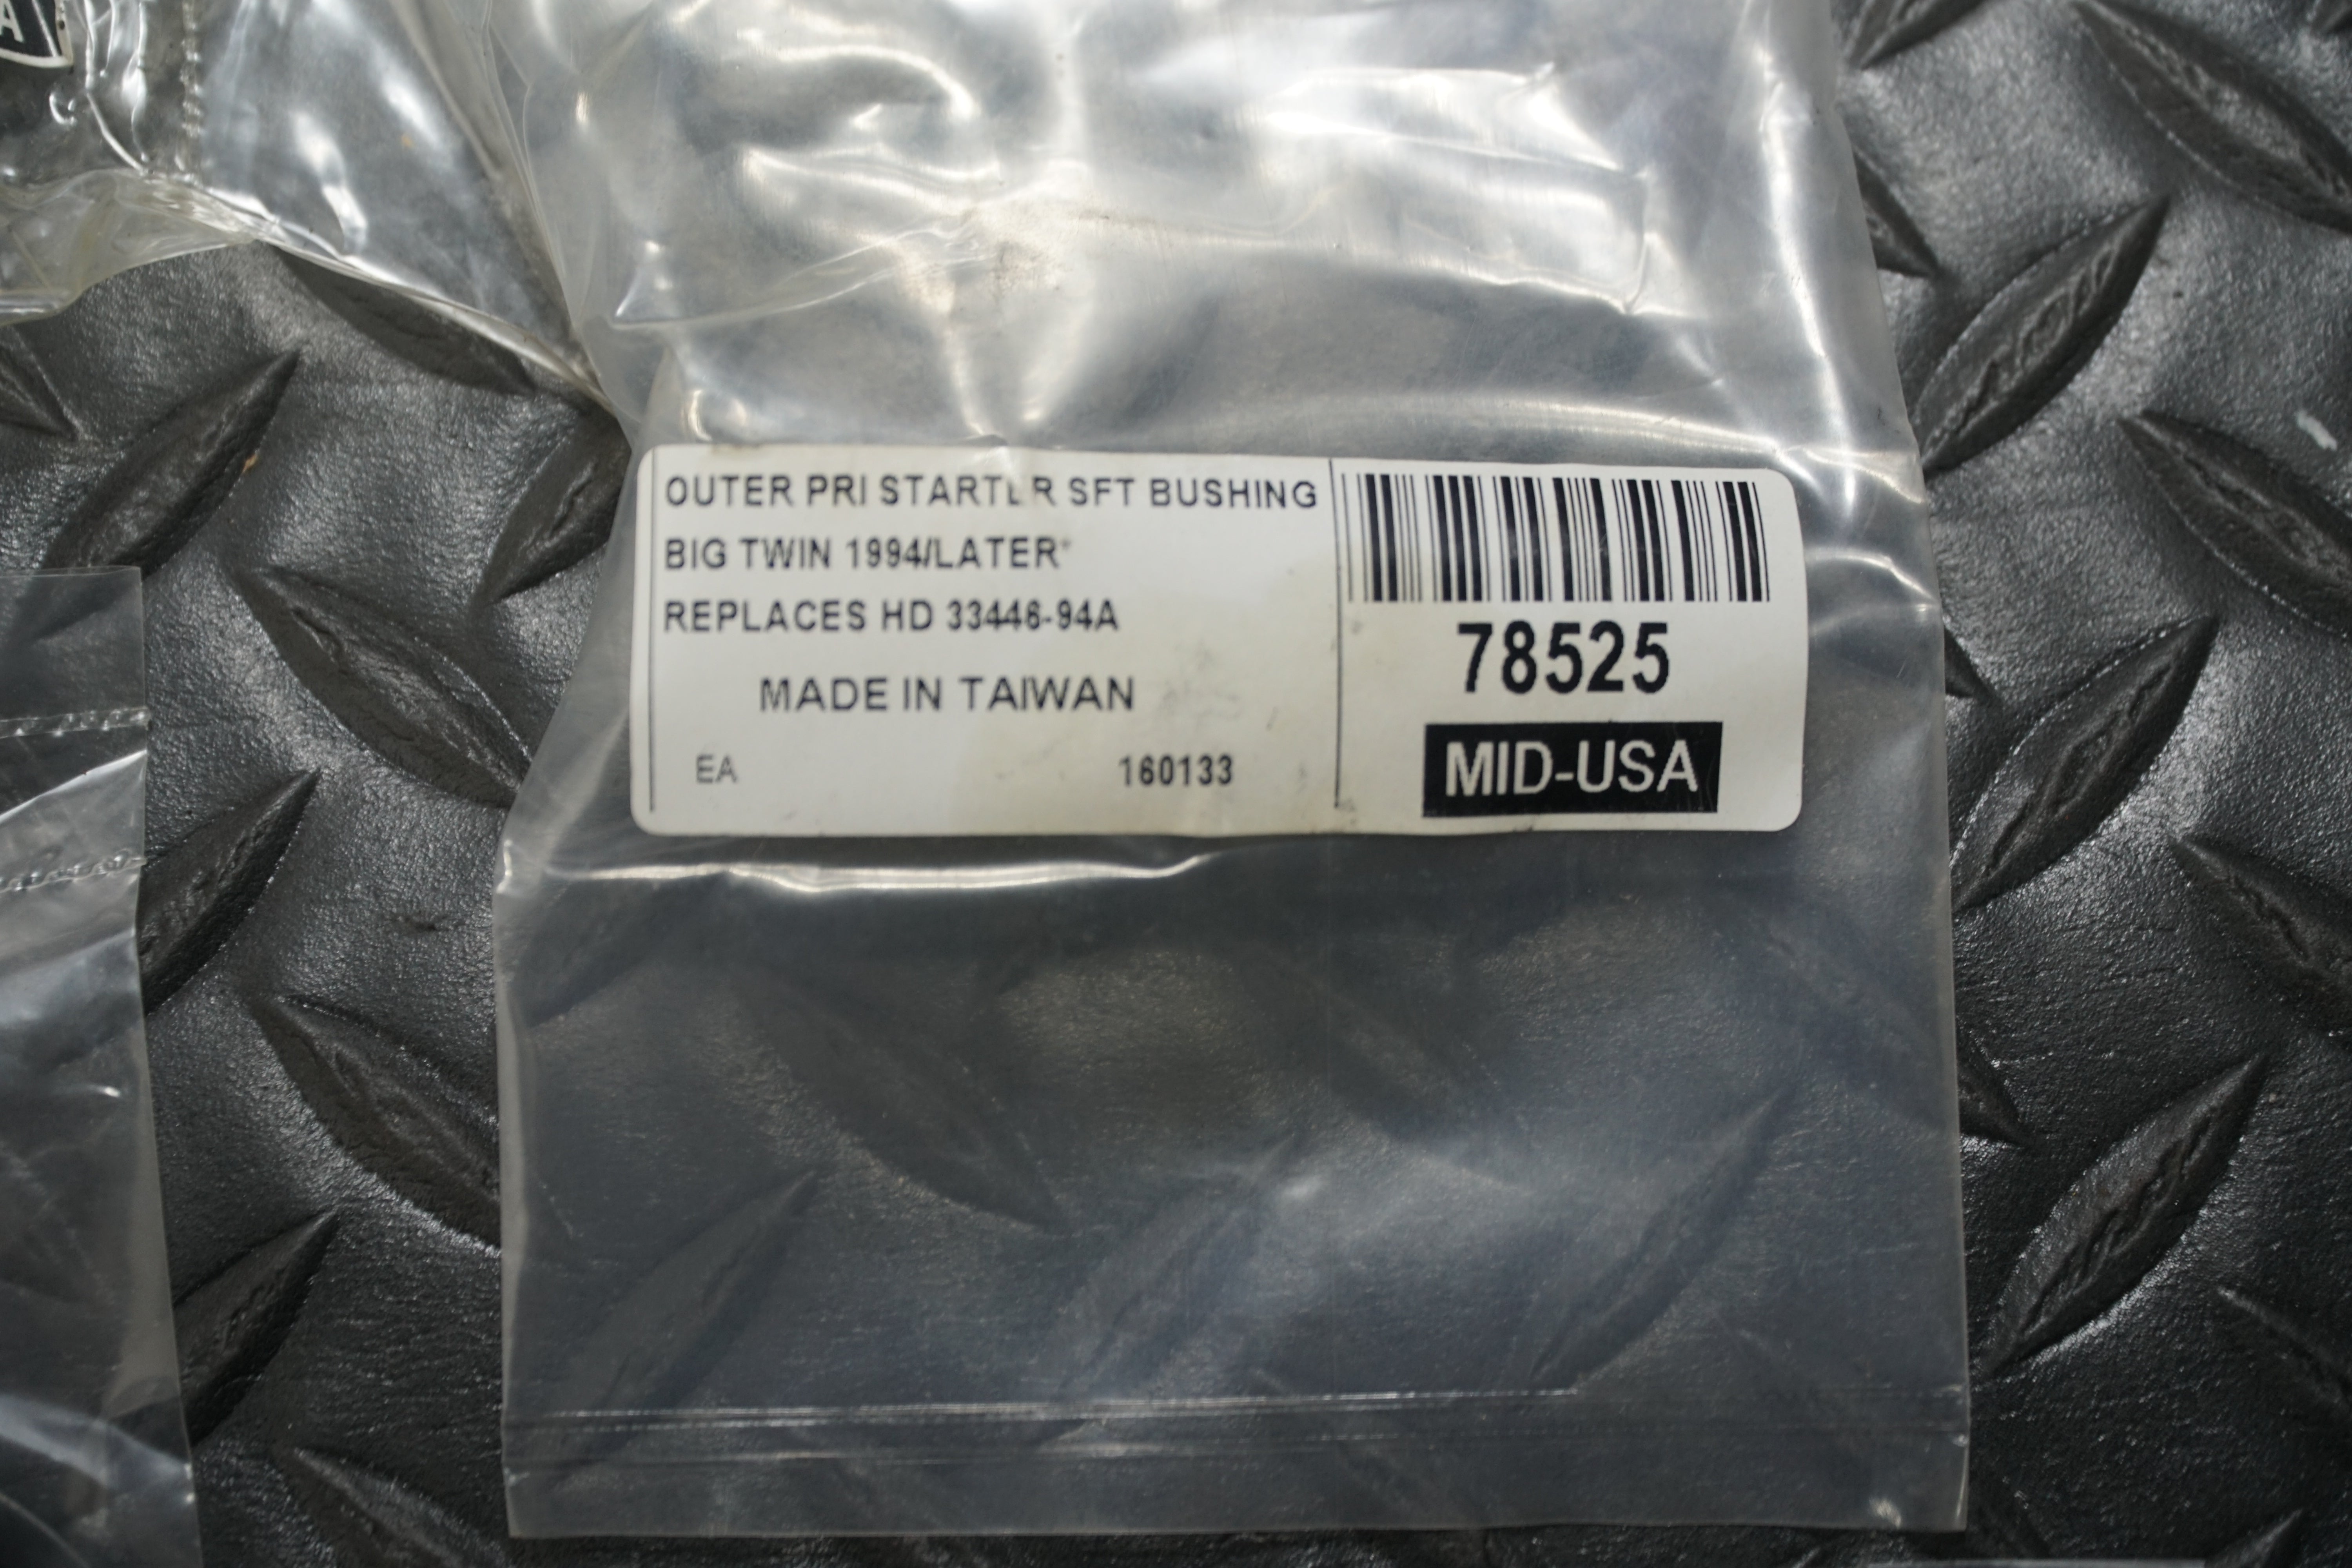 OUTER PRI STARTER SFT BUSHING
BIG TWIN 1994/LATER*
REPLACES HD 33446-94A
MADE IN TAIWAN
EA 160133
78525
MID-USA
A